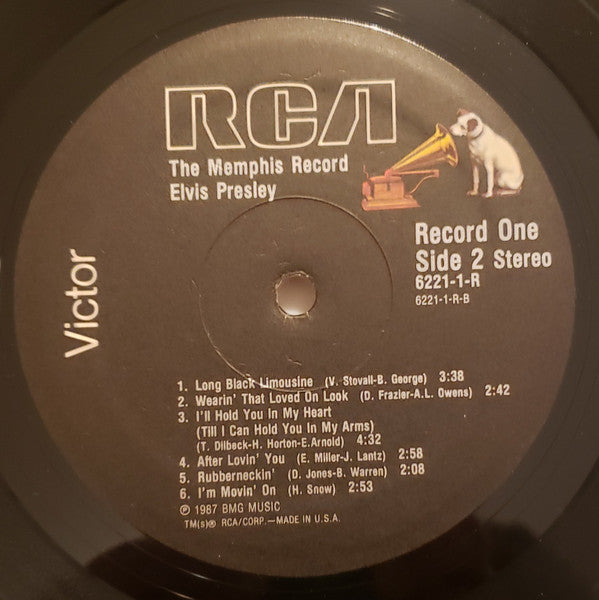 RCA
The Memphis Record
Elvis Presley
Victor
Record One
Side 2 Stereo
6221-1-R
6221-1-R-B
1. Long Black Limousine (V. Stovall-B. George) 3:38
2. Wearin' That Loved On Look (D. Frazier-A.L. Owens) 2:42
3. I'll Hold You In My Heart
(Till I Can Hold You In My Arms)
(T. Dilbeck-H. Horton-E.Arnold) 4:32
4. After Lovin' You (E. Miller-J. Lantz) 2:58
5. Rubberneckin' (D. Jones-B. Warren) 2:08
6. I'm Movin' On (H. Snow) 2:53
℗ 1987 BMG MUSIC
TM(s)® RCA/CORP.—MADE IN U.S.A.